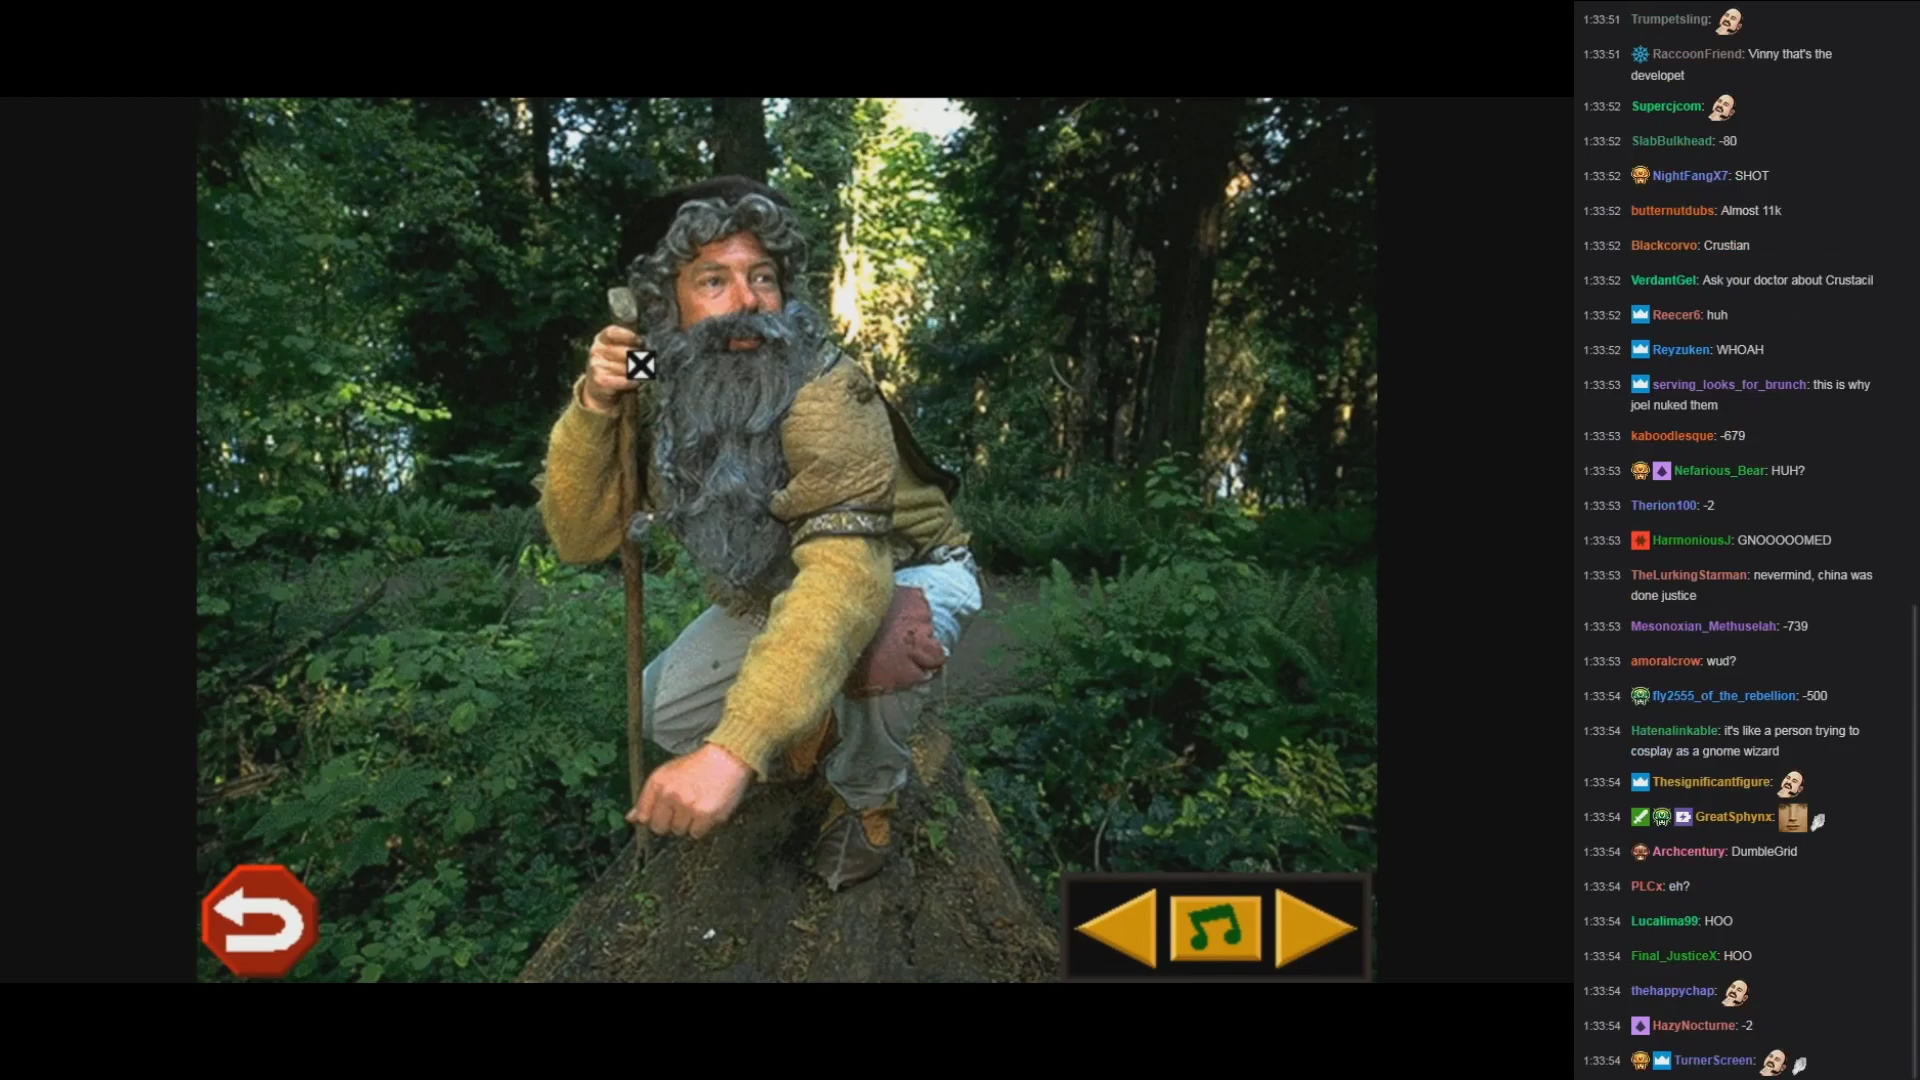 1:33:51 Trumpetsling:
1:33:51 RaccoonFriend: Vinny that's the
developet
1:33:52 Supercjcom:
1:33:52 SlabBulkhead: -80
1:33:52 NightFangX7: SHOT
1:33:52 butternutdubs: Almost 11k
1:33:52 Blackcorvo: Crustian
1:33:52 VerdantGel: Ask your doctor about Crustacil
1:33:52 Reecer6: huh
1:33:52 Reyzuken: WHOAH
1:33:53 serving_looks_for_brunch: this is why
joel nuked them
1:33:53 kaboodlesque: -679
1:33:53 Nefarious_Bear: HUH?
1:33:53 Therion100: -2
1:33:53 HarmoniousJ: GNOOOOOMED
1:33:53 TheLurkingStarman: nevermind, china was
done justice
1:33:53 Mesonoxian_Methuselah: -739
1:33:53 amoralcrow: wud?
1:33:54 fly2555_of_the_rebellion: -500
1:33:54 Hatenalinkable: it's like a person trying to
cosplay as a gnome wizard
1:33:54 Thesignificantfigure:
1:33:54 GreatSphynx:
1:33:54 Archcentury: DumbleGrid
1:33:54 PLCx: eh?
1:33:54 Lucalima99: HOO
1:33:54 Final_JusticeX: HOO
1:33:54 thehappychap:
1:33:54 HazyNocturne: -2
1:33:54 TurnerScreen: